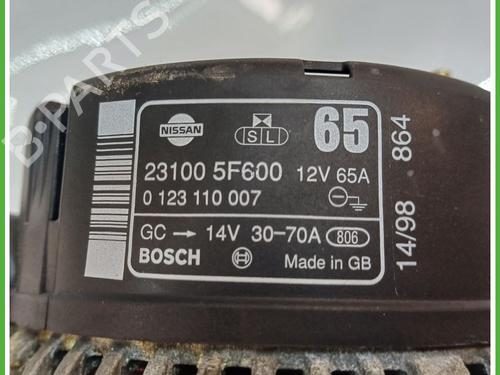 B-PARTS
NISSAN
S L
65
23100 5F600 12V 65A
0 123 110 007
GC → 14V 30-70A 806
BOSCH Made in GB
14/98 864